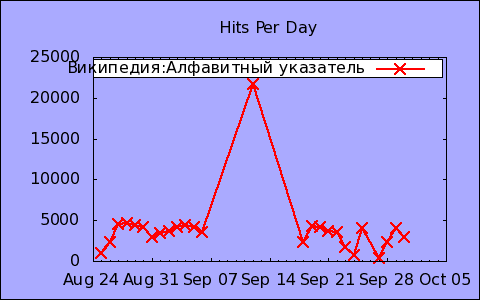 Hits Per Day
25000
Википедия:Алфавитный указатель
20000
15000
10000
5000
0
Aug 24 Aug 31 Sep 07 Sep 14 Sep 21 Sep 28 Oct 05